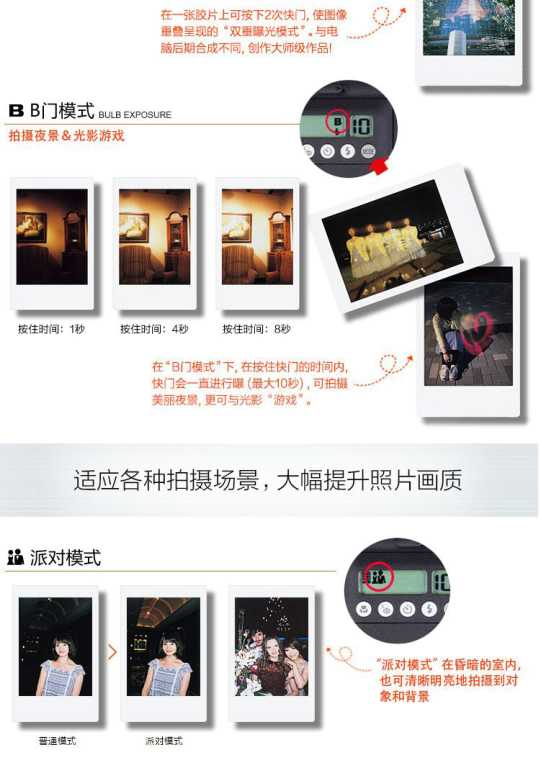 在一张胶片上可按下2次快门, 使图像
重叠呈现的“双重曝光模式”。与电
脑后期合成不同, 创作大师级作品!
B B门模式 BULB EXPOSURE
拍摄夜景＆光影游戏
B 10
MODE
按住时间：1秒
按住时间：4秒
按住时间：8秒
在“B门模式”下, 在按住快门的时间内,
快门会一直进行曝 (最大10秒) , 可拍摄
美丽夜景, 更可与光影“游戏”。
适应各种拍摄场景，大幅提升照片画质
派对模式
10
“派对模式”在昏暗的室内,
也可清晰明亮地拍摄到对
象和背景
普通模式
派对模式